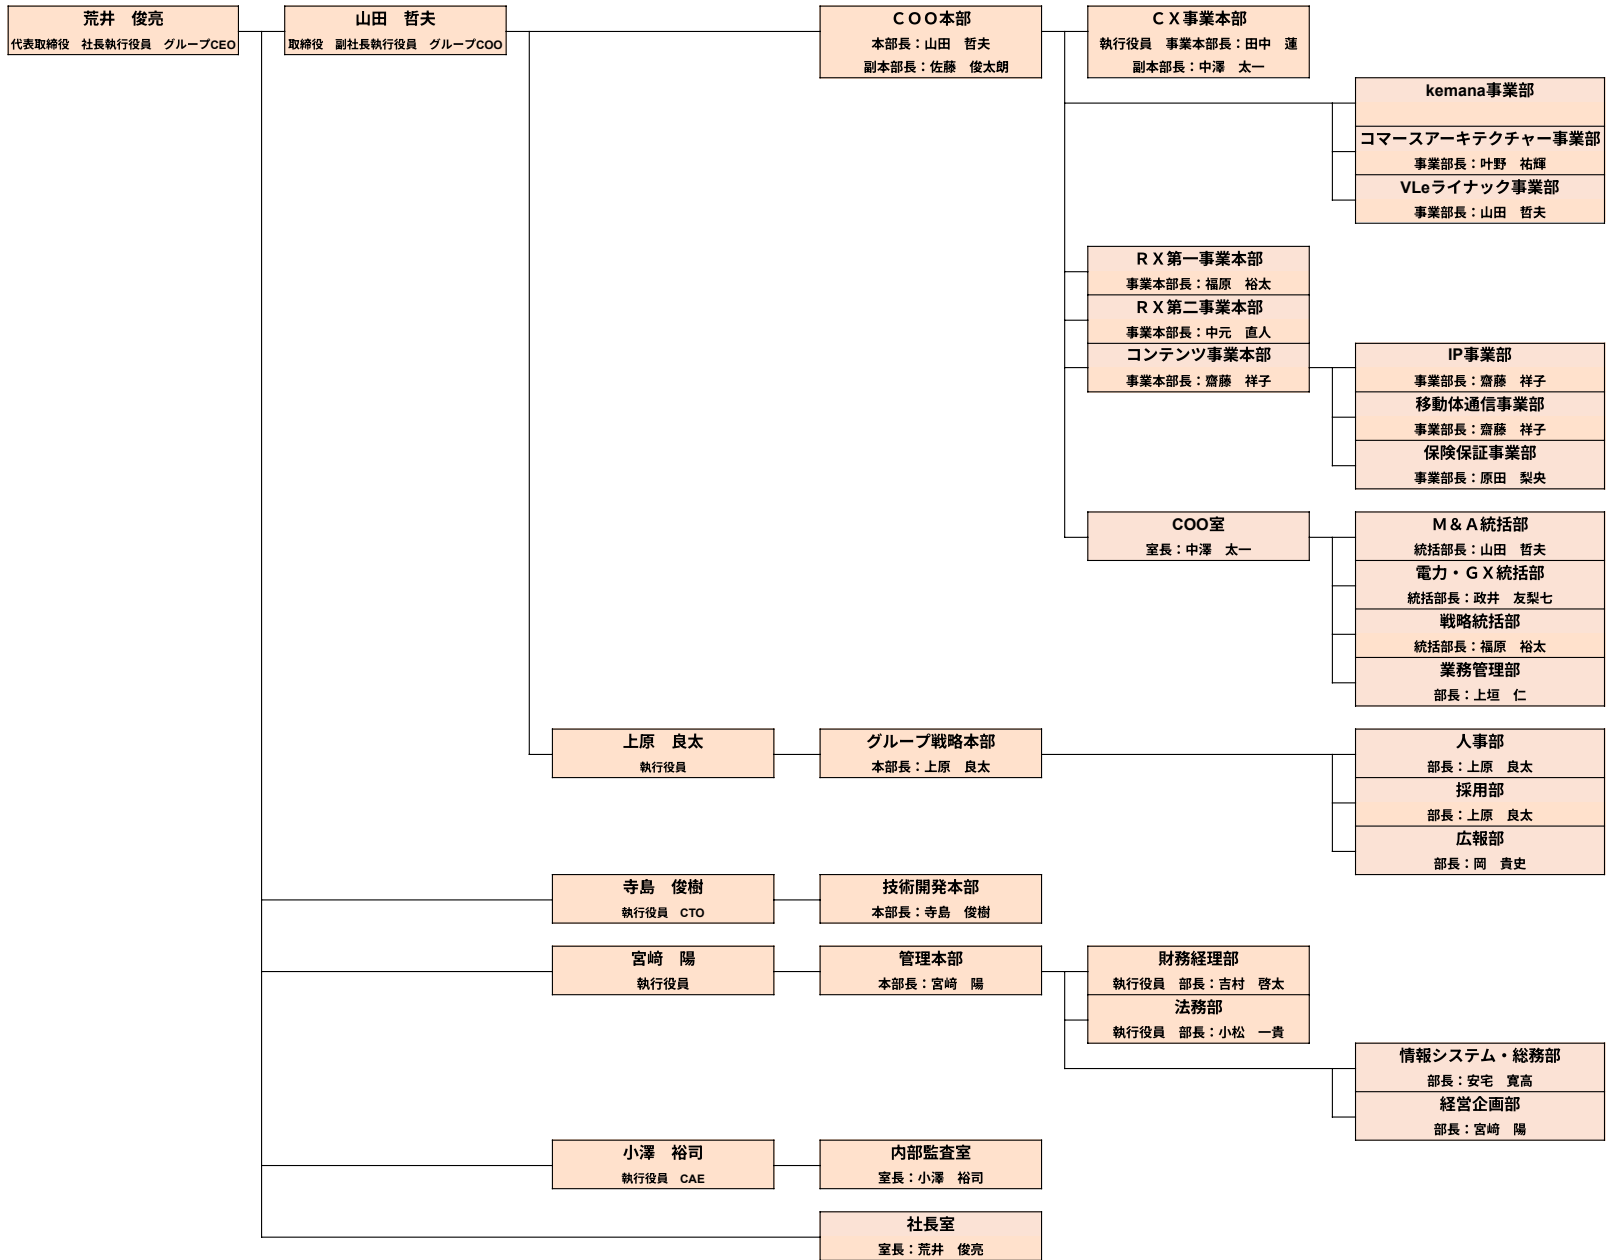 荒井　俊亮
代表取締役　社長執行役員　グループCEO
山田　哲夫
取締役　副社長執行役員　グループCOO
ＣＯＯ本部
本部長：山田　哲夫
副本部長：佐藤　俊太朗
ＣＸ事業本部
執行役員　事業本部長：田中　蓮
副本部長：中澤　太一
kemana事業部
コマースアーキテクチャー事業部
事業部長：叶野　祐輝
VLeライナック事業部
事業部長：山田　哲夫
ＲＸ第一事業本部
事業本部長：福原　裕太
ＲＸ第二事業本部
事業本部長：中元　直人
コンテンツ事業本部
事業本部長：齋藤　祥子
IP事業部
事業部長：齋藤　祥子
移動体通信事業部
事業部長：齋藤　祥子
保険保証事業部
事業部長：原田　梨央
COO室
室長：中澤　太一
Ｍ＆Ａ統括部
統括部長：山田　哲夫
電力・ＧＸ統括部
統括部長：政井　友梨七
戦略統括部
統括部長：福原　裕太
業務管理部
部長：上垣　仁
上原　良太
執行役員
グループ戦略本部
本部長：上原　良太
人事部
部長：上原　良太
採用部
部長：上原　良太
広報部
部長：岡　貴史
寺島　俊樹
執行役員　CTO
技術開発本部
本部長：寺島　俊樹
宮﨑　陽
執行役員
管理本部
本部長：宮﨑　陽
財務経理部
執行役員　部長：吉村　啓太
法務部
執行役員　部長：小松　一貴
情報システム・総務部
部長：安宅　寛高
経営企画部
部長：宮﨑　陽
小澤　裕司
執行役員　CAE
内部監査室
室長：小澤　裕司
社長室
室長：荒井　俊亮